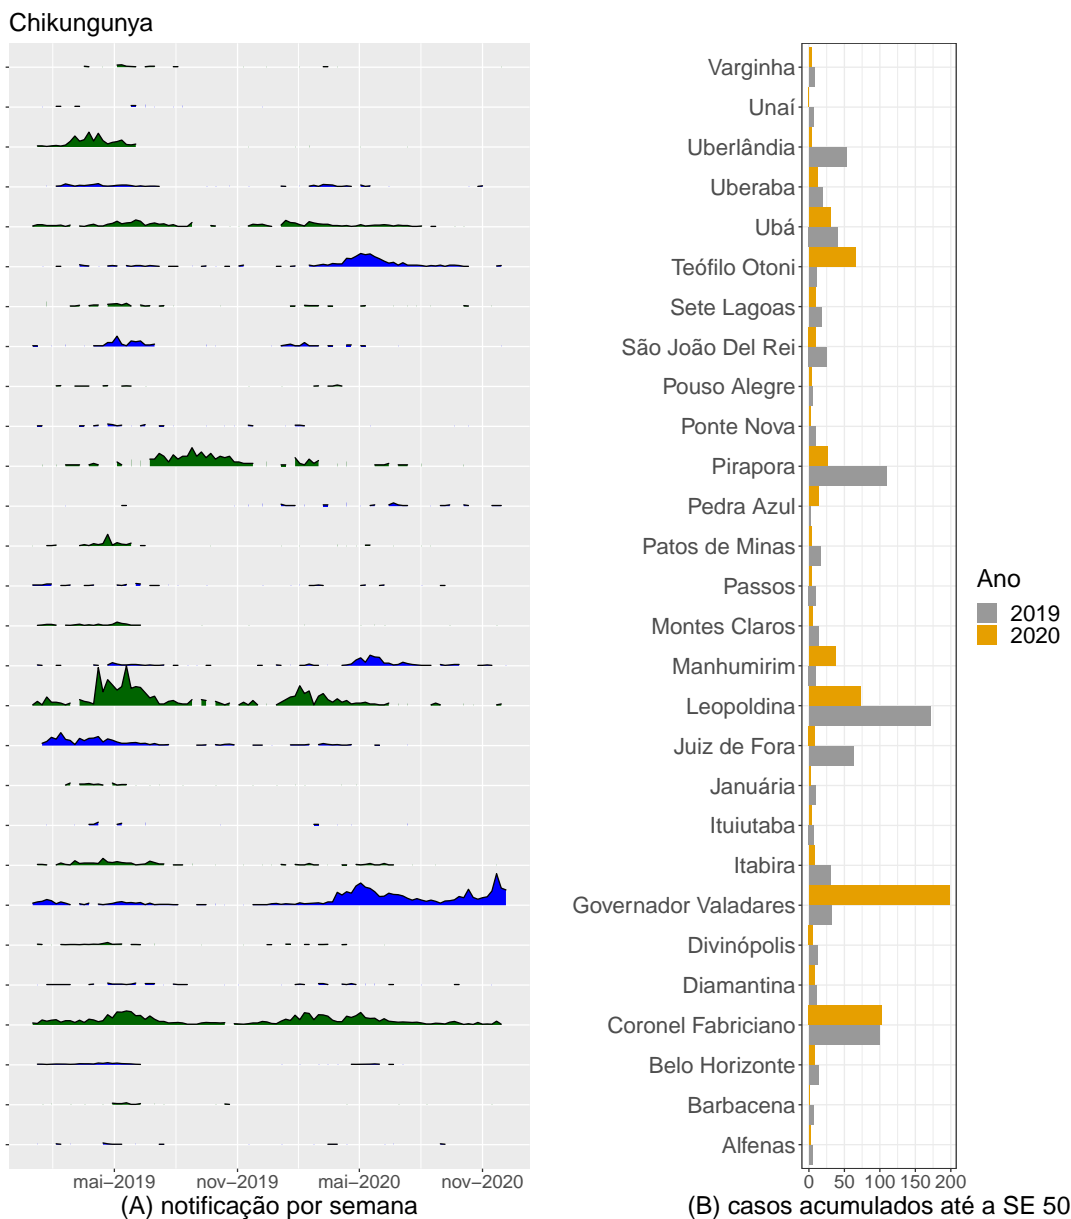 Chikungunya
Varginha
Unaí
Uberlândia
Uberaba
Ubá
Teófilo Otoni
Sete Lagoas
São João Del Rei
Pouso Alegre
Ponte Nova
Pirapora
Pedra Azul
Patos de Minas
Passos
Montes Claros
Manhumirim
Leopoldina
Juiz de Fora
Januária
Ituiutaba
Itabira
Governador Valadares
Divinópolis
Diamantina
Coronel Fabriciano
Belo Horizonte
Barbacena
Alfenas
Ano
2019
2020
mai–2019 nov–2019 mai–2020 nov–2020
0 50 100 150 200
(A) notificação por semana
(B) casos acumulados até a SE 50